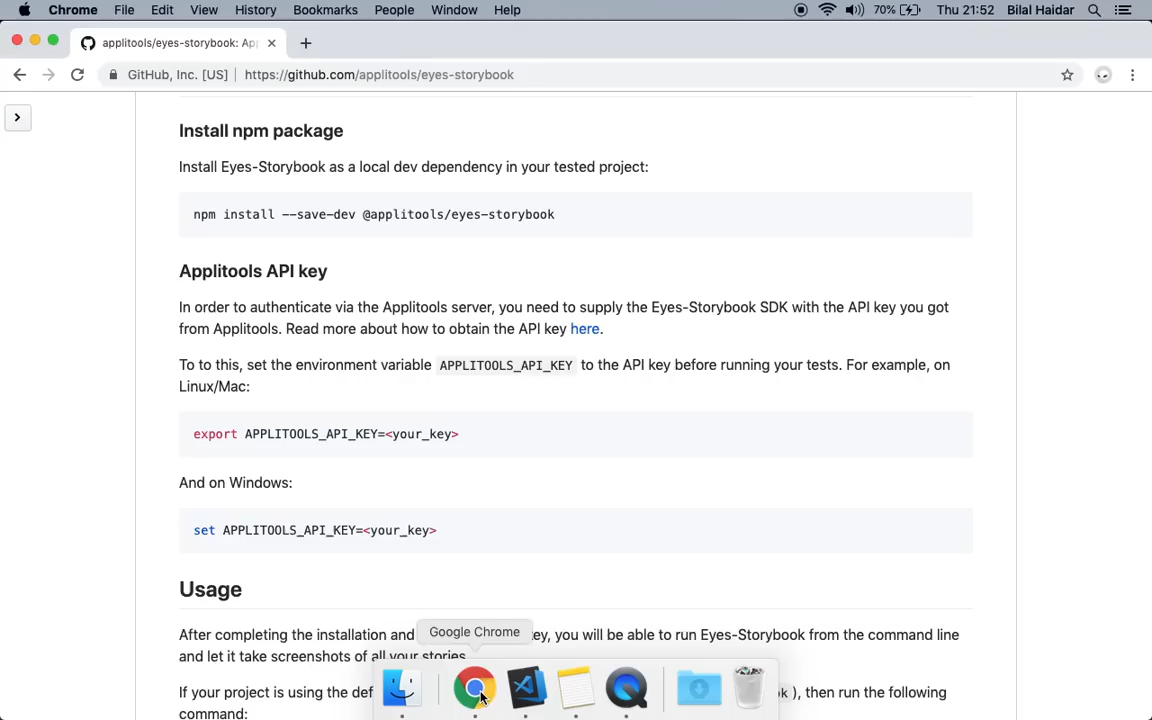 Chrome File Edit View History Bookmarks People Window Help 70% Thu 21:52 Bilal Haidar
applitools/eyes-storybook: App
GitHub, Inc. [US] https://github.com/applitools/eyes-storybook
Install npm package
Install Eyes-Storybook as a local dev dependency in your tested project:
npm install --save-dev @applitools/eyes-storybook
Applitools API key
In order to authenticate via the Applitools server, you need to supply the Eyes-Storybook SDK with the API key you got
from Applitools. Read more about how to obtain the API key here.
To to this, set the environment variable APPLITOOLS_API_KEY to the API key before running your tests. For example, on
Linux/Mac:
export APPLITOOLS_API_KEY=<your_key>
And on Windows:
set APPLITOOLS_API_KEY=<your_key>
Usage
Google Chrome
After completing the installation and ey, you will be able to run Eyes-Storybook from the command line
and let it take screenshots of all your stories.
If your project is using the def ), then run the following
command: